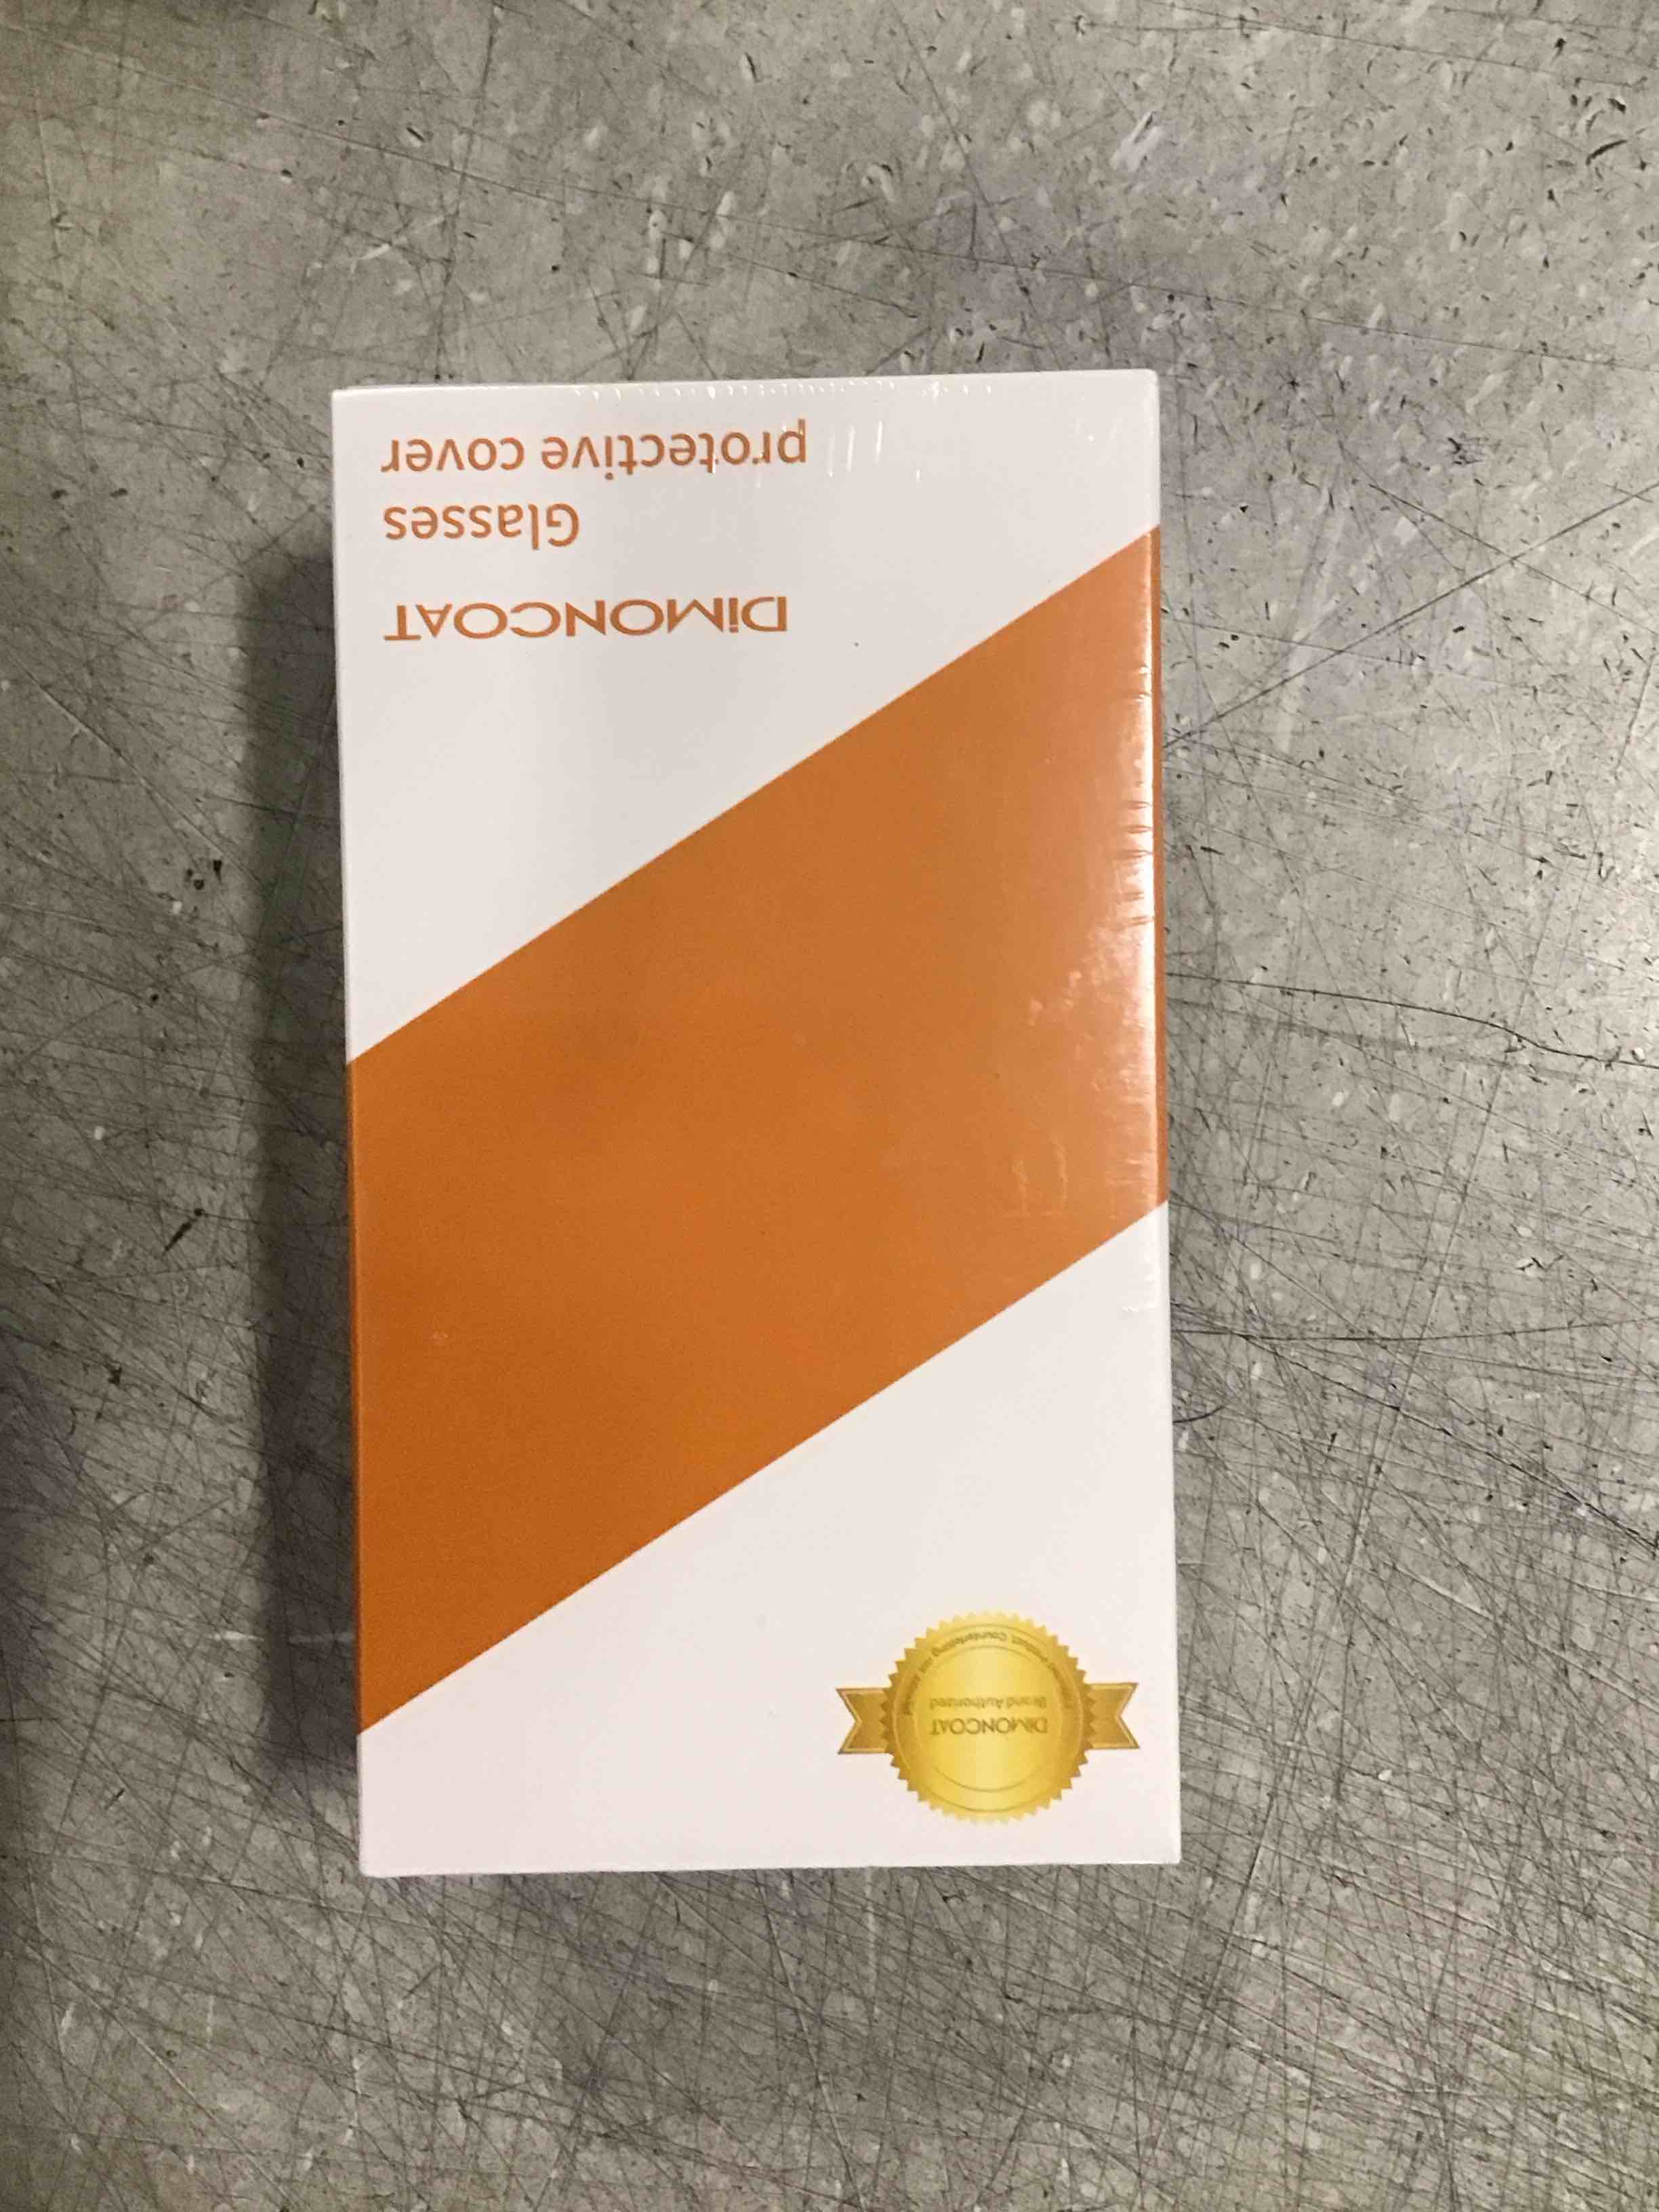 DiMONCOAT
Brand Authorized
DiMONCOAT
Glasses
protective cover